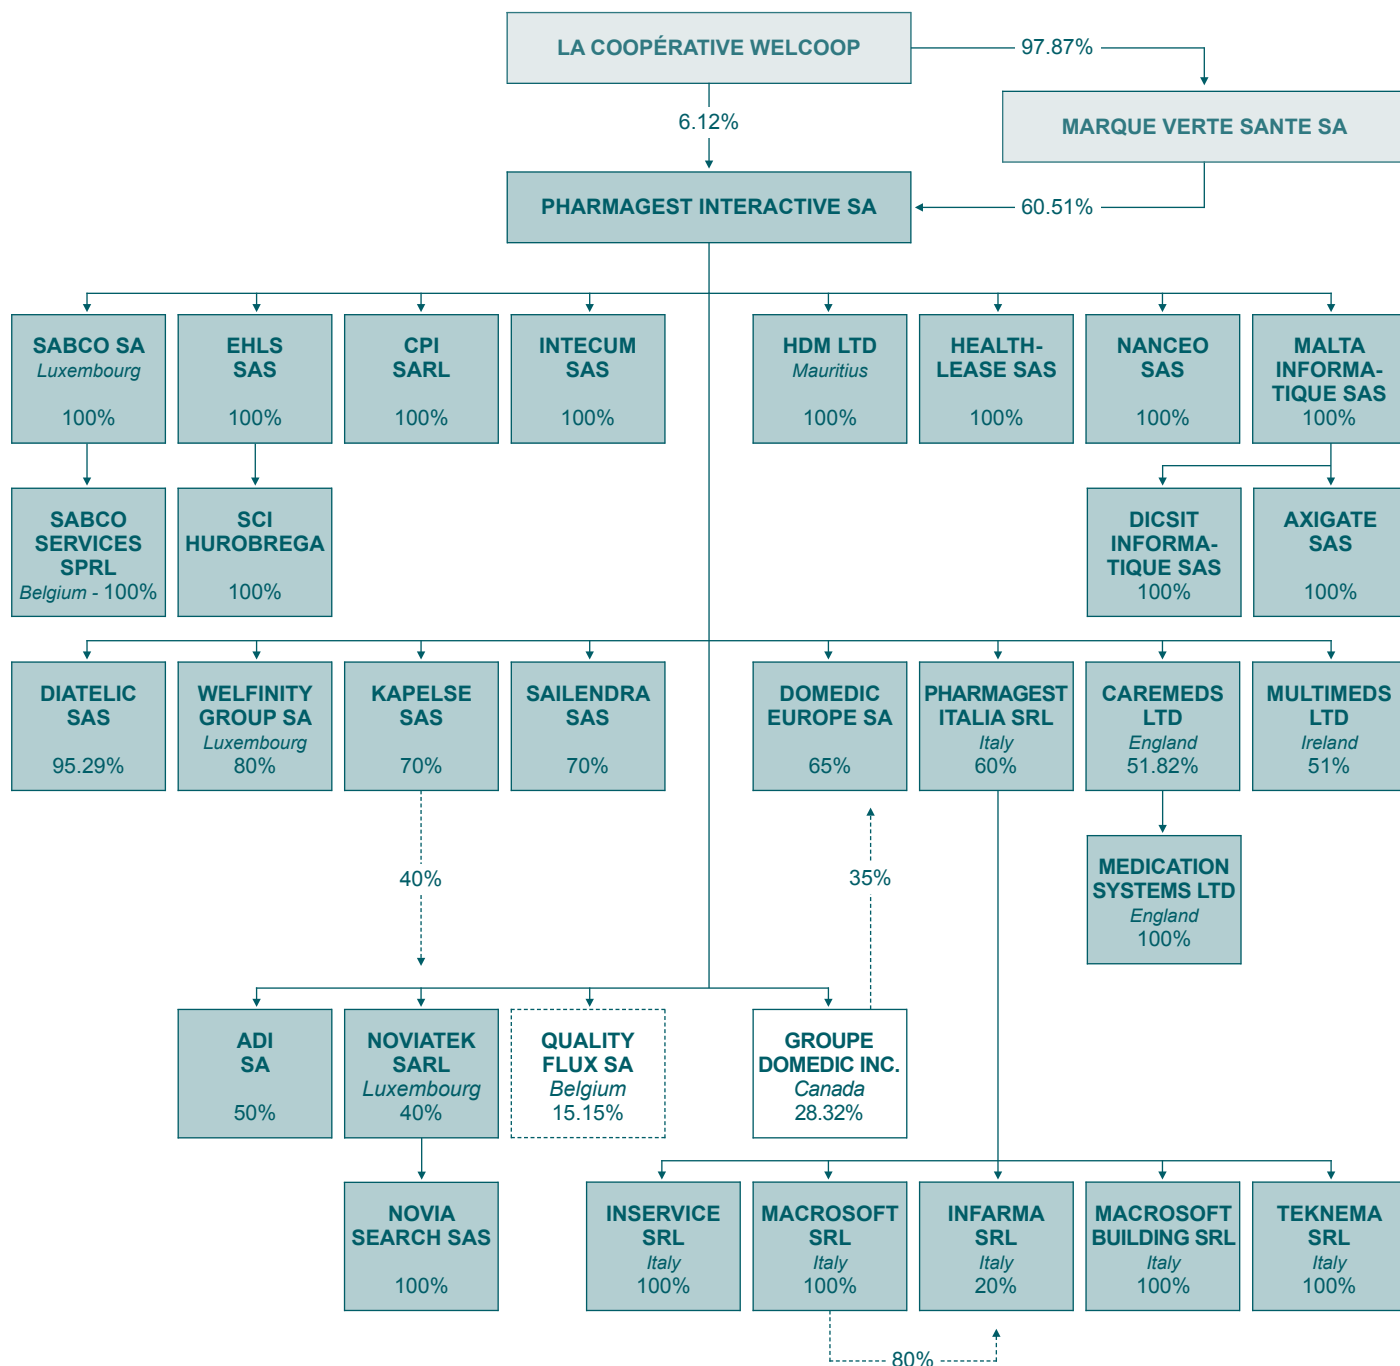 LA COOPÉRATIVE WELCOOP
97.87%
6.12%
MARQUE VERTE SANTE SA
PHARMAGEST INTERACTIVE SA
60.51%
SABCO SA
Luxembourg
100%
EHLS
SAS
100%
CPI
SARL
100%
INTECUM
SAS
100%
HDM LTD
Mauritius
100%
HEALTH-
LEASE SAS
100%
NANCEO
SAS
100%
MALTA
INFORMA-
TIQUE SAS
100%
SABCO
SERVICES
SPRL
Belgium - 100%
SCI
HUROBREGA
100%
DICSIT
INFORMA-
TIQUE SAS
100%
AXIGATE
SAS
100%
DIATELIC
SAS
95.29%
WELFINITY
GROUP SA
Luxembourg
80%
KAPELSE
SAS
70%
SAILENDRA
SAS
70%
DOMEDIC
EUROPE SA
65%
PHARMAGEST
ITALIA SRL
Italy
60%
CAREMEDS
LTD
England
51.82%
MULTIMEDS
LTD
Ireland
51%
40%
35%
MEDICATION
SYSTEMS LTD
England
100%
ADI
SA
50%
NOVIATEK
SARL
Luxembourg
40%
QUALITY
FLUX SA
Belgium
15.15%
GROUPE
DOMEDIC INC.
Canada
28.32%
NOVIA
SEARCH SAS
100%
INSERVICE
SRL
Italy
100%
MACROSOFT
SRL
Italy
100%
INFARMA
SRL
Italy
20%
MACROSOFT
BUILDING SRL
Italy
100%
TEKNEMA
SRL
Italy
100%
80%